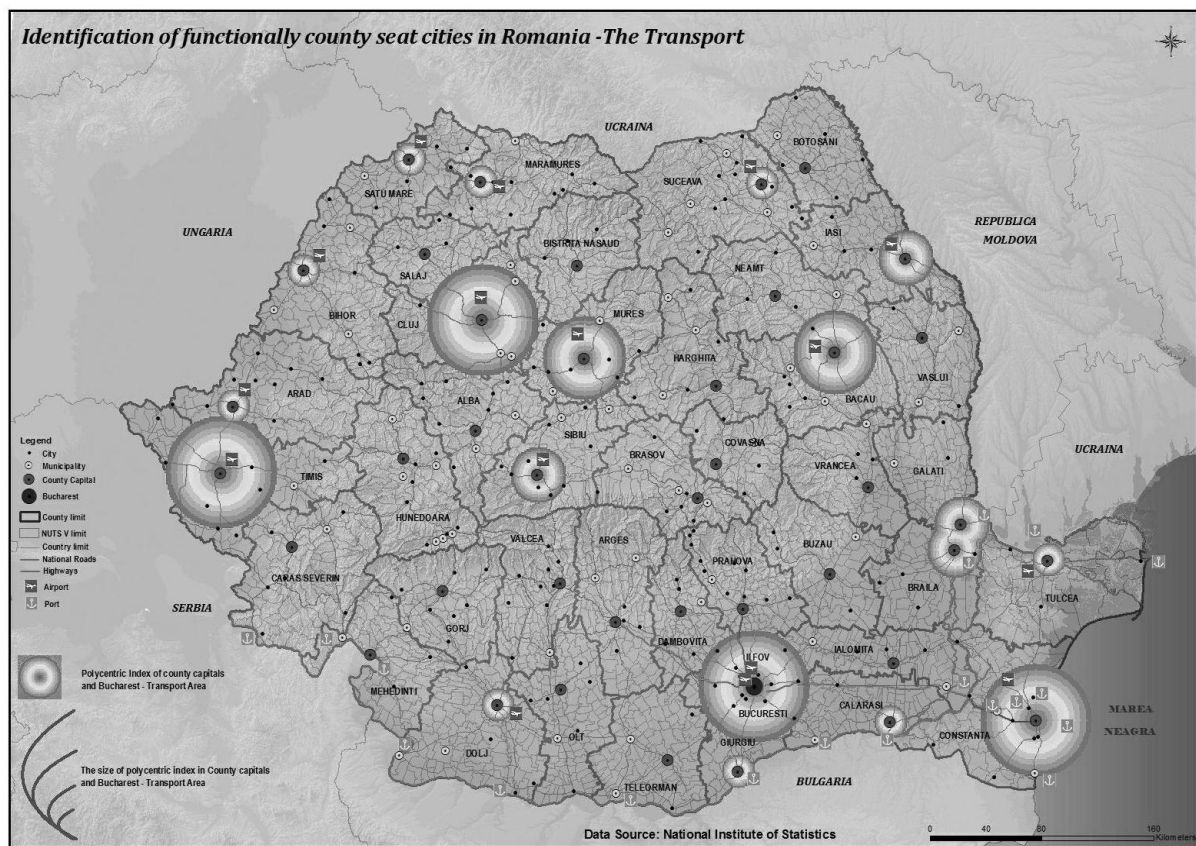 Identification of functionally county seat cities in Romania -The Transport
UCRAINA
BOTOSANI
MARAMURES
SUCEAVA
SATU MARE
REPUBLICA
MOLDOVA
UNGARIA
IASI
BISTRITA NASAUD
NEAMT
SALAJ
BIHOR
CLUJ
MURES
HARGHITA
VASLUI
ARAD
ALBA
BACAU
SIBIU
COVASNA
BRASOV
UCRAINA
TIMIS
VRANCEA
GALATI
Legend
City
Municipality
County Capital
Bucharest
County limit
NUTS V limit
Country limit
National Roads
Highways
Airport
Port
HUNEDOARA
VALCEA
ARGES
BUZAU
PRAHOVA
CARAS SEVERIN
BRAILA
TULCEA
SERBIA
GORJ
DAMBOVITA
IALOMITA
ILFOV
Polycentric Index of county capitals
and Bucharest - Transport Area
MEHEDINTI
BUCURESTI
CALARASI
MAREA
NEAGRA
CONSTANTA
OLT
GIURGIU
DOLJ
The size of polycentric index in County capitals
and Bucharest - Transport Area
TELEORMAN
BULGARIA
Data Source: National Institute of Statistics
0 40 80 160
Kilometers